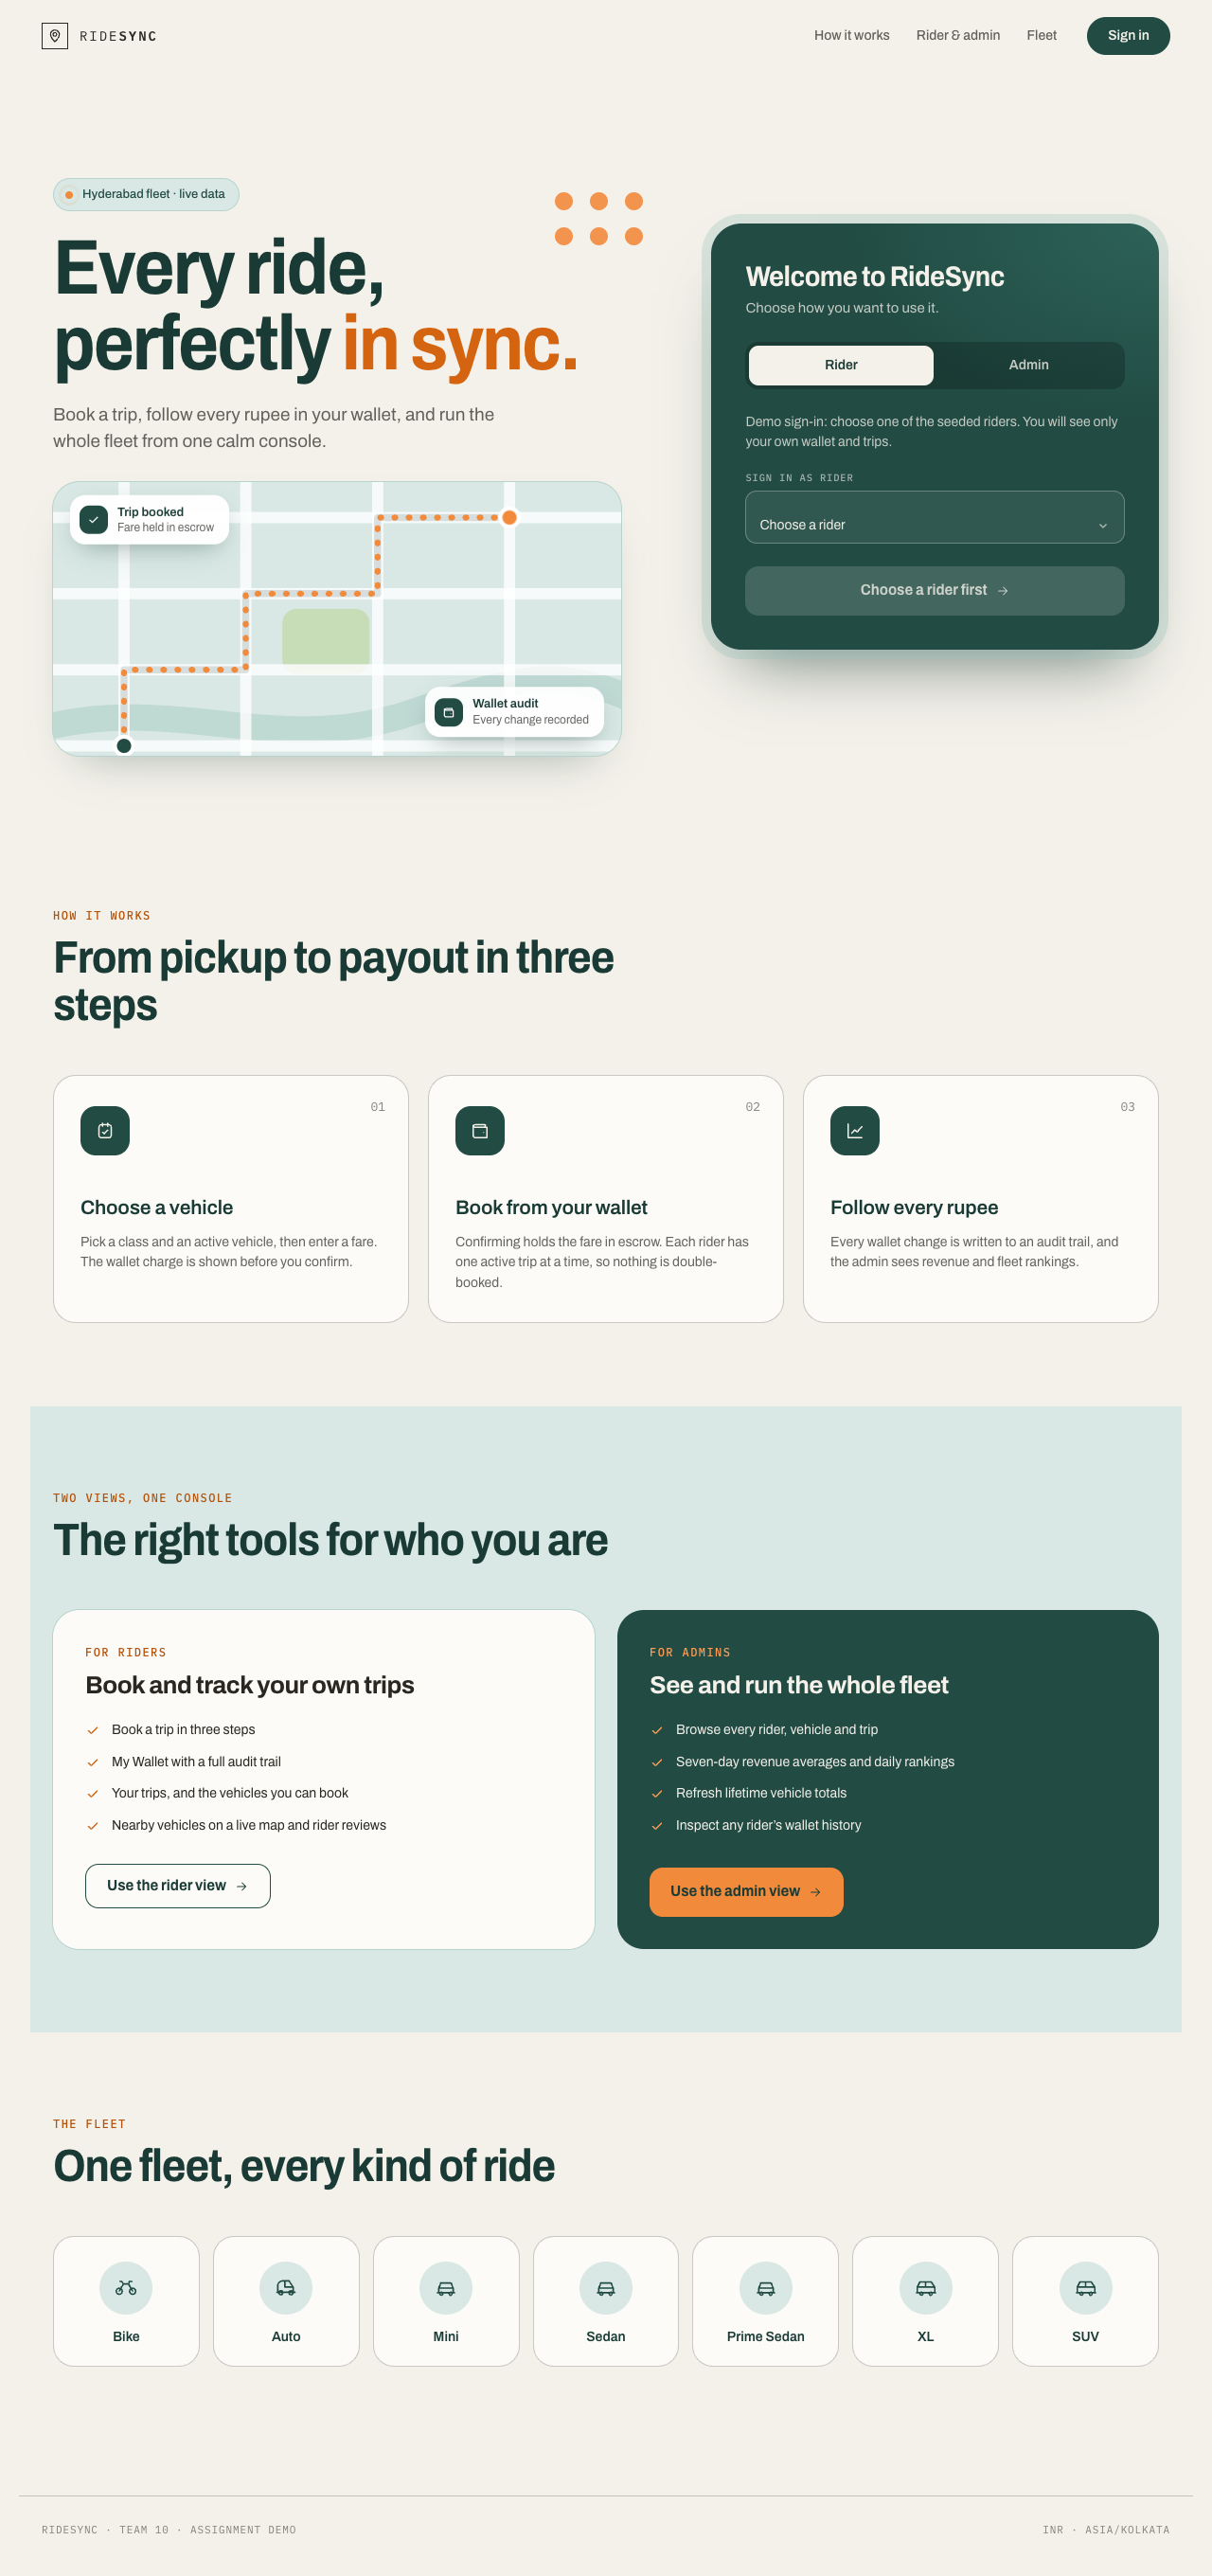 RIDESYNC
How it works
Rider & admin
Fleet
Sign in
Hyderabad fleet · live data
Every ride,
perfectly in sync.
Book a trip, follow every rupee in your wallet, and run the
whole fleet from one calm console.
Trip booked
Fare held in escrow
Wallet audit
Every change recorded
Welcome to RideSync
Choose how you want to use it.
Rider
Admin
Demo sign-in: choose one of the seeded riders. You will see only
your own wallet and trips.
SIGN IN AS RIDER
Choose a rider
Choose a rider first →
HOW IT WORKS
From pickup to payout in three
steps
01
Choose a vehicle
Pick a class and an active vehicle, then enter a fare.
The wallet charge is shown before you confirm.
02
Book from your wallet
Confirming holds the fare in escrow. Each rider has
one active trip at a time, so nothing is double-
booked.
03
Follow every rupee
Every wallet change is written to an audit trail, and
the admin sees revenue and fleet rankings.
TWO VIEWS, ONE CONSOLE
The right tools for who you are
FOR RIDERS
Book and track your own trips
Book a trip in three steps
My Wallet with a full audit trail
Your trips, and the vehicles you can book
Nearby vehicles on a live map and rider reviews
Use the rider view →
FOR ADMINS
See and run the whole fleet
Browse every rider, vehicle and trip
Seven-day revenue averages and daily rankings
Refresh lifetime vehicle totals
Inspect any rider’s wallet history
Use the admin view →
THE FLEET
One fleet, every kind of ride
Bike
Auto
Mini
Sedan
Prime Sedan
XL
SUV
RIDESYNC · TEAM 10 · ASSIGNMENT DEMO
INR · ASIA/KOLKATA